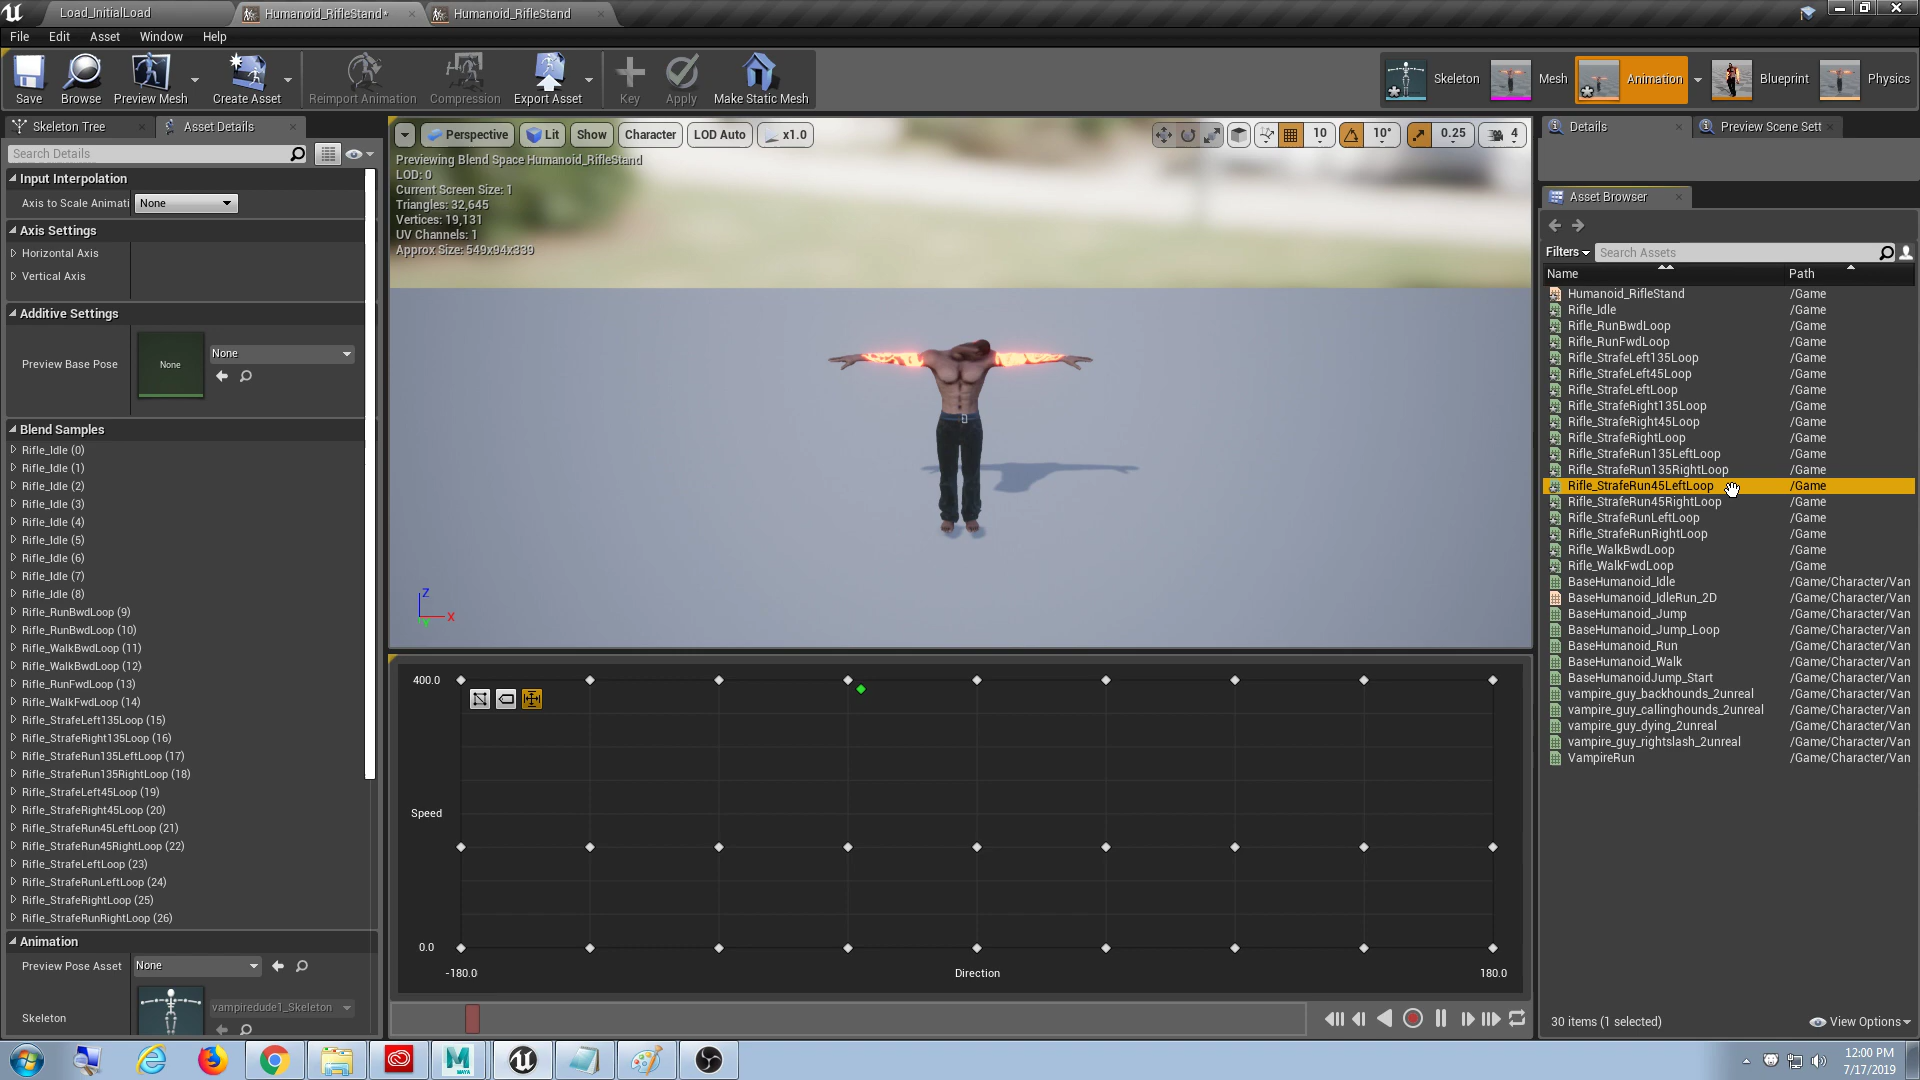 Load_InitialLoad
Humanoid_RifleStand*
Humanoid_RifleStand
File Edit Asset Window Help
Save
Browse
Preview Mesh
Create Asset
Reimport Animation
Compression
Export Asset
Key
Apply
Make Static Mesh
Skeleton
Mesh
Animation
Blueprint
Physics
Skeleton Tree
Asset Details
Search Details
Input Interpolation
Axis to Scale Animati None
Axis Settings
Horizontal Axis
Vertical Axis
Additive Settings
Preview Base Pose
None
None
Blend Samples
Rifle_Idle (0)
Rifle_Idle (1)
Rifle_Idle (2)
Rifle_Idle (3)
Rifle_Idle (4)
Rifle_Idle (5)
Rifle_Idle (6)
Rifle_Idle (7)
Rifle_Idle (8)
Rifle_RunBwdLoop (9)
Rifle_RunBwdLoop (10)
Rifle_WalkBwdLoop (11)
Rifle_WalkBwdLoop (12)
Rifle_RunFwdLoop (13)
Rifle_WalkFwdLoop (14)
Rifle_StrafeLeft135Loop (15)
Rifle_StrafeRight135Loop (16)
Rifle_StrafeRun135LeftLoop (17)
Rifle_StrafeRun135RightLoop (18)
Rifle_StrafeLeft45Loop (19)
Rifle_StrafeRight45Loop (20)
Rifle_StrafeRun45LeftLoop (21)
Rifle_StrafeRun45RightLoop (22)
Rifle_StrafeLeftLoop (23)
Rifle_StrafeRunLeftLoop (24)
Rifle_StrafeRightLoop (25)
Rifle_StrafeRunRightLoop (26)
Animation
Preview Pose Asset None
Skeleton
vampiredude1_Skeleton
Perspective Lit Show Character LOD Auto x1.0
10 10° 0.25 4
Previewing Blend Space Humanoid_RifleStand
LOD: 0
Current Screen Size: 1
Triangles: 32,645
Vertices: 19,131
UV Channels: 1
Approx Size: 549x94x339
Z
X
Y
400.0
Speed
0.0
-180.0 Direction 180.0
Details
Preview Scene Sett
Asset Browser
Filters Search Assets
Name Path
Humanoid_RifleStand /Game
Rifle_Idle /Game
Rifle_RunBwdLoop /Game
Rifle_RunFwdLoop /Game
Rifle_StrafeLeft135Loop /Game
Rifle_StrafeLeft45Loop /Game
Rifle_StrafeLeftLoop /Game
Rifle_StrafeRight135Loop /Game
Rifle_StrafeRight45Loop /Game
Rifle_StrafeRightLoop /Game
Rifle_StrafeRun135LeftLoop /Game
Rifle_StrafeRun135RightLoop /Game
Rifle_StrafeRun45LeftLoop /Game
Rifle_StrafeRun45RightLoop /Game
Rifle_StrafeRunLeftLoop /Game
Rifle_StrafeRunRightLoop /Game
Rifle_WalkBwdLoop /Game
Rifle_WalkFwdLoop /Game
BaseHumanoid_Idle /Game/Character/Van
BaseHumanoid_IdleRun_2D /Game/Character/Van
BaseHumanoid_Jump /Game/Character/Van
BaseHumanoid_Jump_Loop /Game/Character/Van
BaseHumanoid_Run /Game/Character/Van
BaseHumanoid_Walk /Game/Character/Van
BaseHumanoidJump_Start /Game/Character/Van
vampire_guy_backhounds_2unreal /Game/Character/Van
vampire_guy_callinghounds_2unreal /Game/Character/Van
vampire_guy_dying_2unreal /Game/Character/Van
vampire_guy_rightslash_2unreal /Game/Character/Van
VampireRun /Game/Character/Van
30 items (1 selected)
View Options
MAYA
12:00 PM
7/17/2019